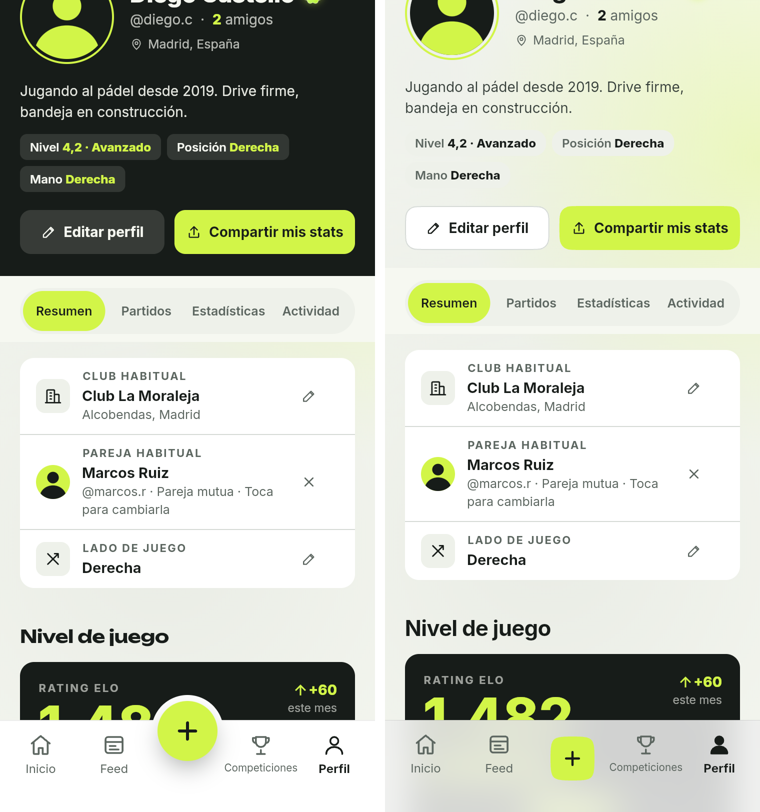 @diego.c · 2 amigos
Madrid, España
Jugando al pádel desde 2019. Drive firme,
bandeja en construcción.
Nivel 4,2 · Avanzado
Posición Derecha
Mano Derecha
Editar perfil
Compartir mis stats
Resumen
Partidos
Estadísticas
Actividad
CLUB HABITUAL
Club La Moraleja
Alcobendas, Madrid
PAREJA HABITUAL
Marcos Ruiz
@marcos.r · Pareja mutua · Toca
para cambiarla
LADO DE JUEGO
Derecha
Nivel de juego
RATING ELO
+60
este mes
Inicio
Feed
Competiciones
Perfil
@diego.c · 2 amigos
Madrid, España
Jugando al pádel desde 2019. Drive firme,
bandeja en construcción.
Nivel 4,2 · Avanzado
Posición Derecha
Mano Derecha
Editar perfil
Compartir mis stats
Resumen
Partidos
Estadísticas
Actividad
CLUB HABITUAL
Club La Moraleja
Alcobendas, Madrid
PAREJA HABITUAL
Marcos Ruiz
@marcos.r · Pareja mutua · Toca
para cambiarla
LADO DE JUEGO
Derecha
Nivel de juego
RATING ELO
+60
este mes
1.482
Inicio
Feed
Competiciones
Perfil